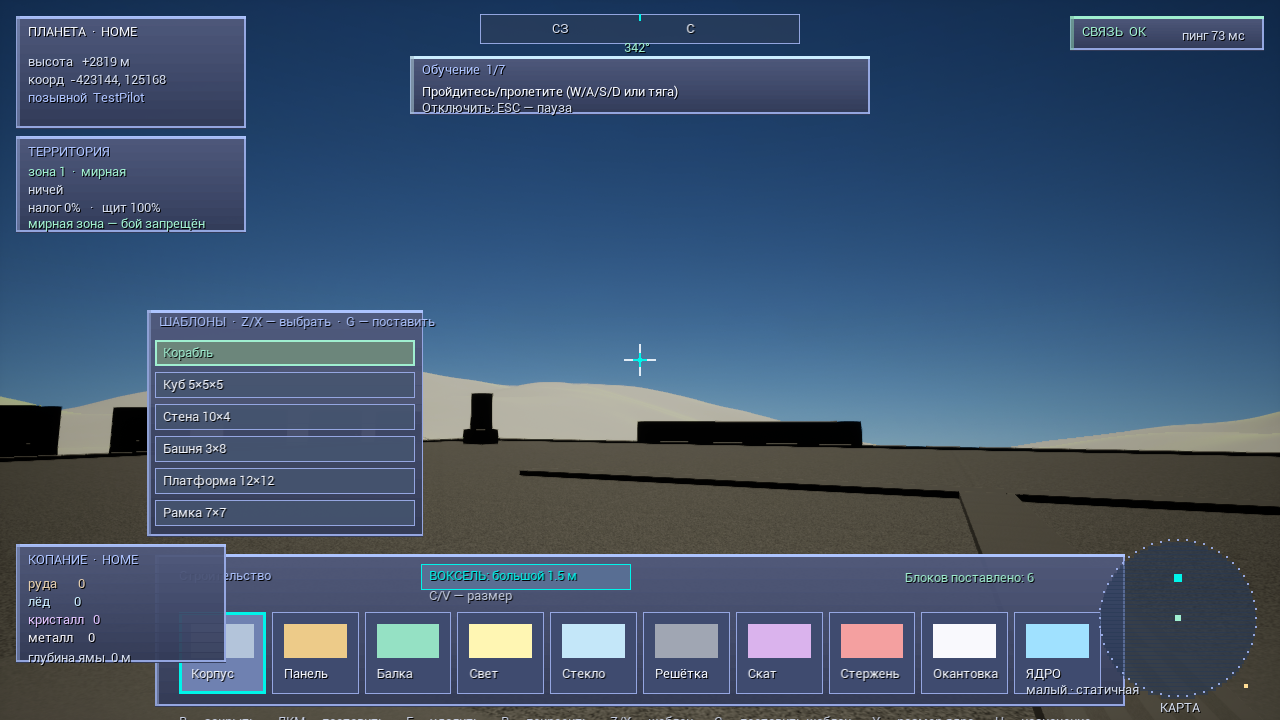 ПЛАНЕТА · HOME
высота +2819 м
коорд -423144, 125168
позывной TestPilot
СЗ С
342°
Обучение 1/7
Пройдитесь/пролетите (W/A/S/D или тяга)
Отключить: ESC — пауза
СВЯЗЬ OK пинг 73 мс
ТЕРРИТОРИЯ
зона 1 · мирная
ничей
налог 0% · щит 100%
мирная зона — бой запрещён
ШАБЛОНЫ · Z/X — выбрать · G — поставить
Корабль
Куб 5×5×5
Стена 10×4
Башня 3×8
Платформа 12×12
Рамка 7×7
КОПАНИЕ · HOME
руда 0
лёд 0
кристалл 0
металл 0
глубина ямы 0 м
ВОКСЕЛЬ: большой 1.5 м
C/V — размер
Блоков поставлено: 6
Корпус
Панель
Балка
Свет
Стекло
Решётка
Скат
Стержень
Окантовка
ЯДРО
малый · статичная
КАРТА